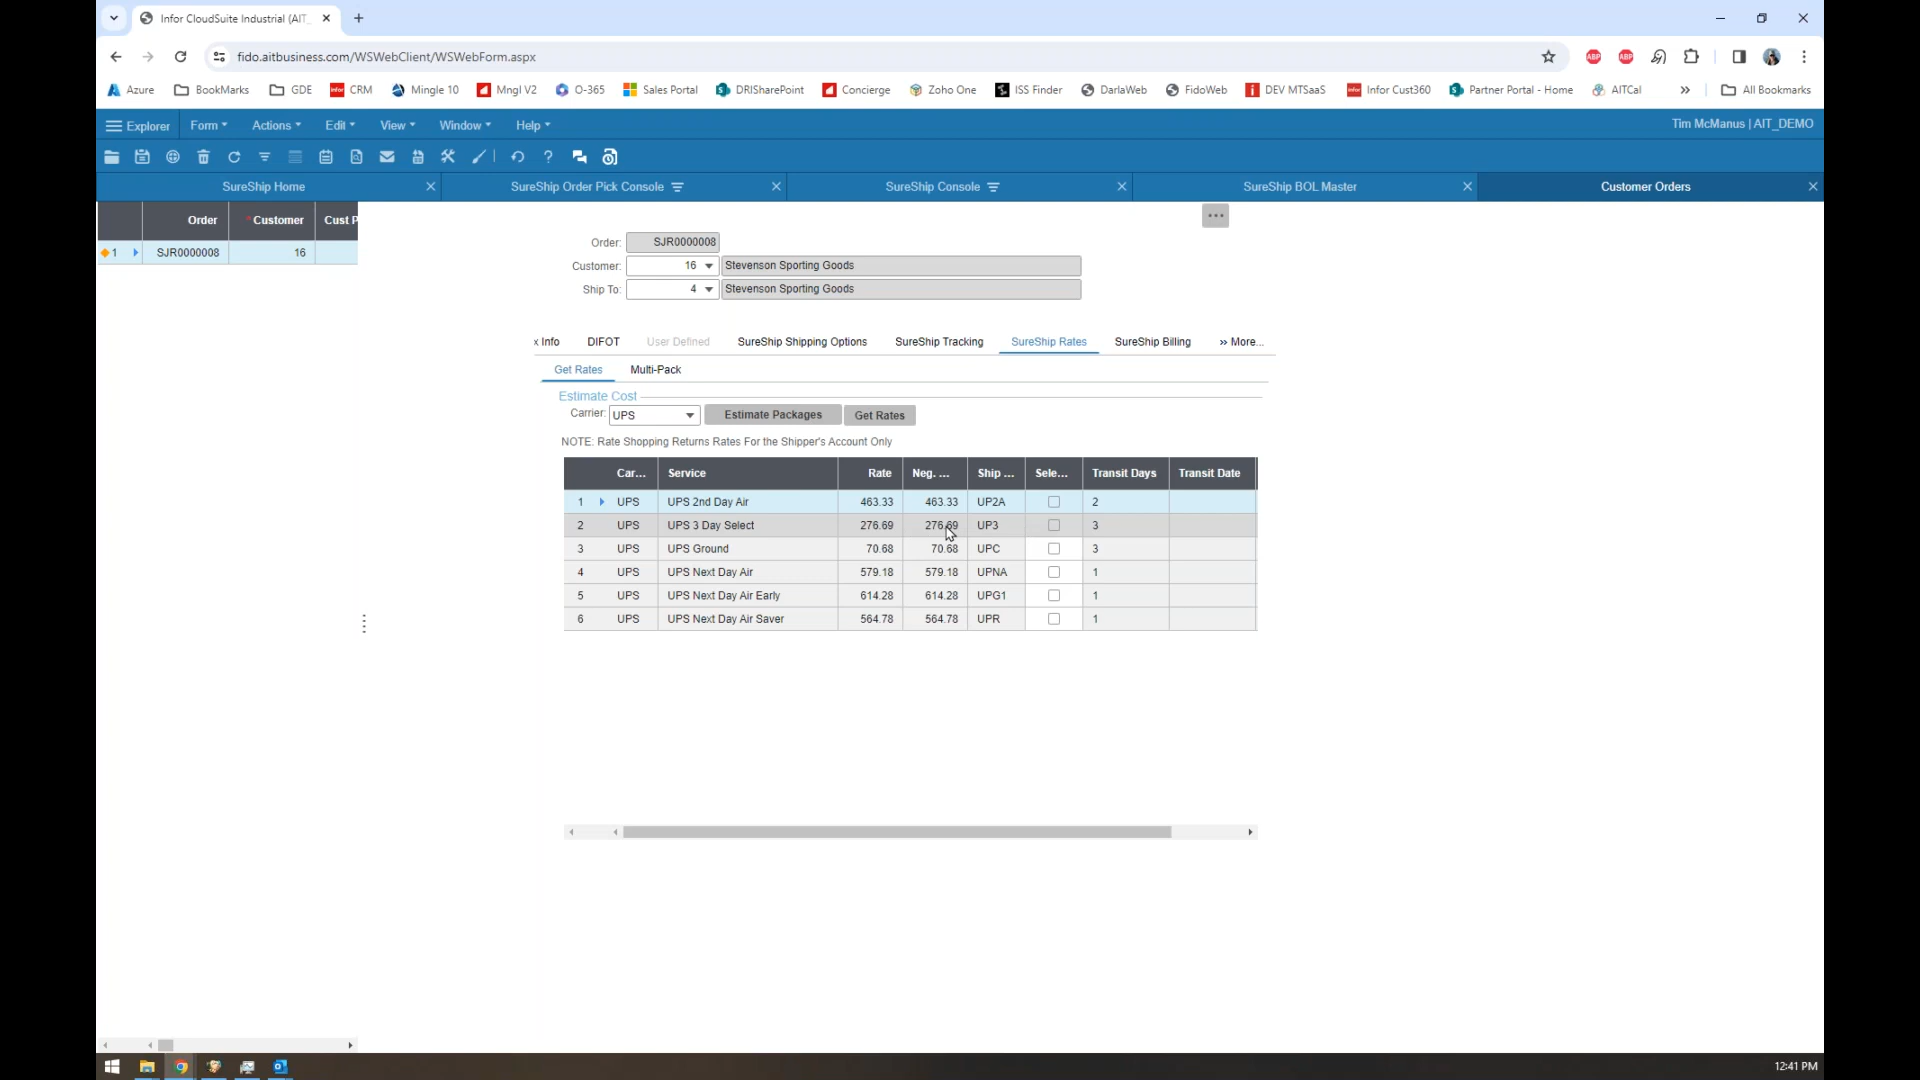 Infor CloudSuite Industrial (AIT_
fido.aitbusiness.com/WSWebClient/WSWebForm.aspx
ABP ABP
Azure BookMarks GDE infor CRM Mingle 10 Mngl V2 O-365 Sales Portal DRISharePoint Concierge Zoho One ISS Finder DarlaWeb FidoWeb DEV MTSaaS infor Infor Cust360 Partner Portal - Home AITCal » All Bookmarks
Explorer Form Actions Edit View Window Help Tim McManus | AIT_DEMO
SureShip Home SureShip Order Pick Console SureShip Console SureShip BOL Master Customer Orders
Order * Customer Cust P
1 SJR0000008 16
Order: SJR0000008
Customer: 16 Stevenson Sporting Goods
Ship To: 4 Stevenson Sporting Goods
x Info DIFOT User Defined SureShip Shipping Options SureShip Tracking SureShip Rates SureShip Billing » More...
Get Rates Multi-Pack
Estimate Cost
Carrier: UPS Estimate Packages Get Rates
NOTE: Rate Shopping Returns Rates For the Shipper's Account Only
Car... Service Rate Neg. ... Ship ... Sele... Transit Days Transit Date
1 UPS UPS 2nd Day Air 463.33 463.33 UP2A 2
2 UPS UPS 3 Day Select 276.69 276.69 UP3 3
3 UPS UPS Ground 70.68 70.68 UPC 3
4 UPS UPS Next Day Air 579.18 579.18 UPNA 1
5 UPS UPS Next Day Air Early 614.28 614.28 UPG1 1
6 UPS UPS Next Day Air Saver 564.78 564.78 UPR 1
12:41 PM